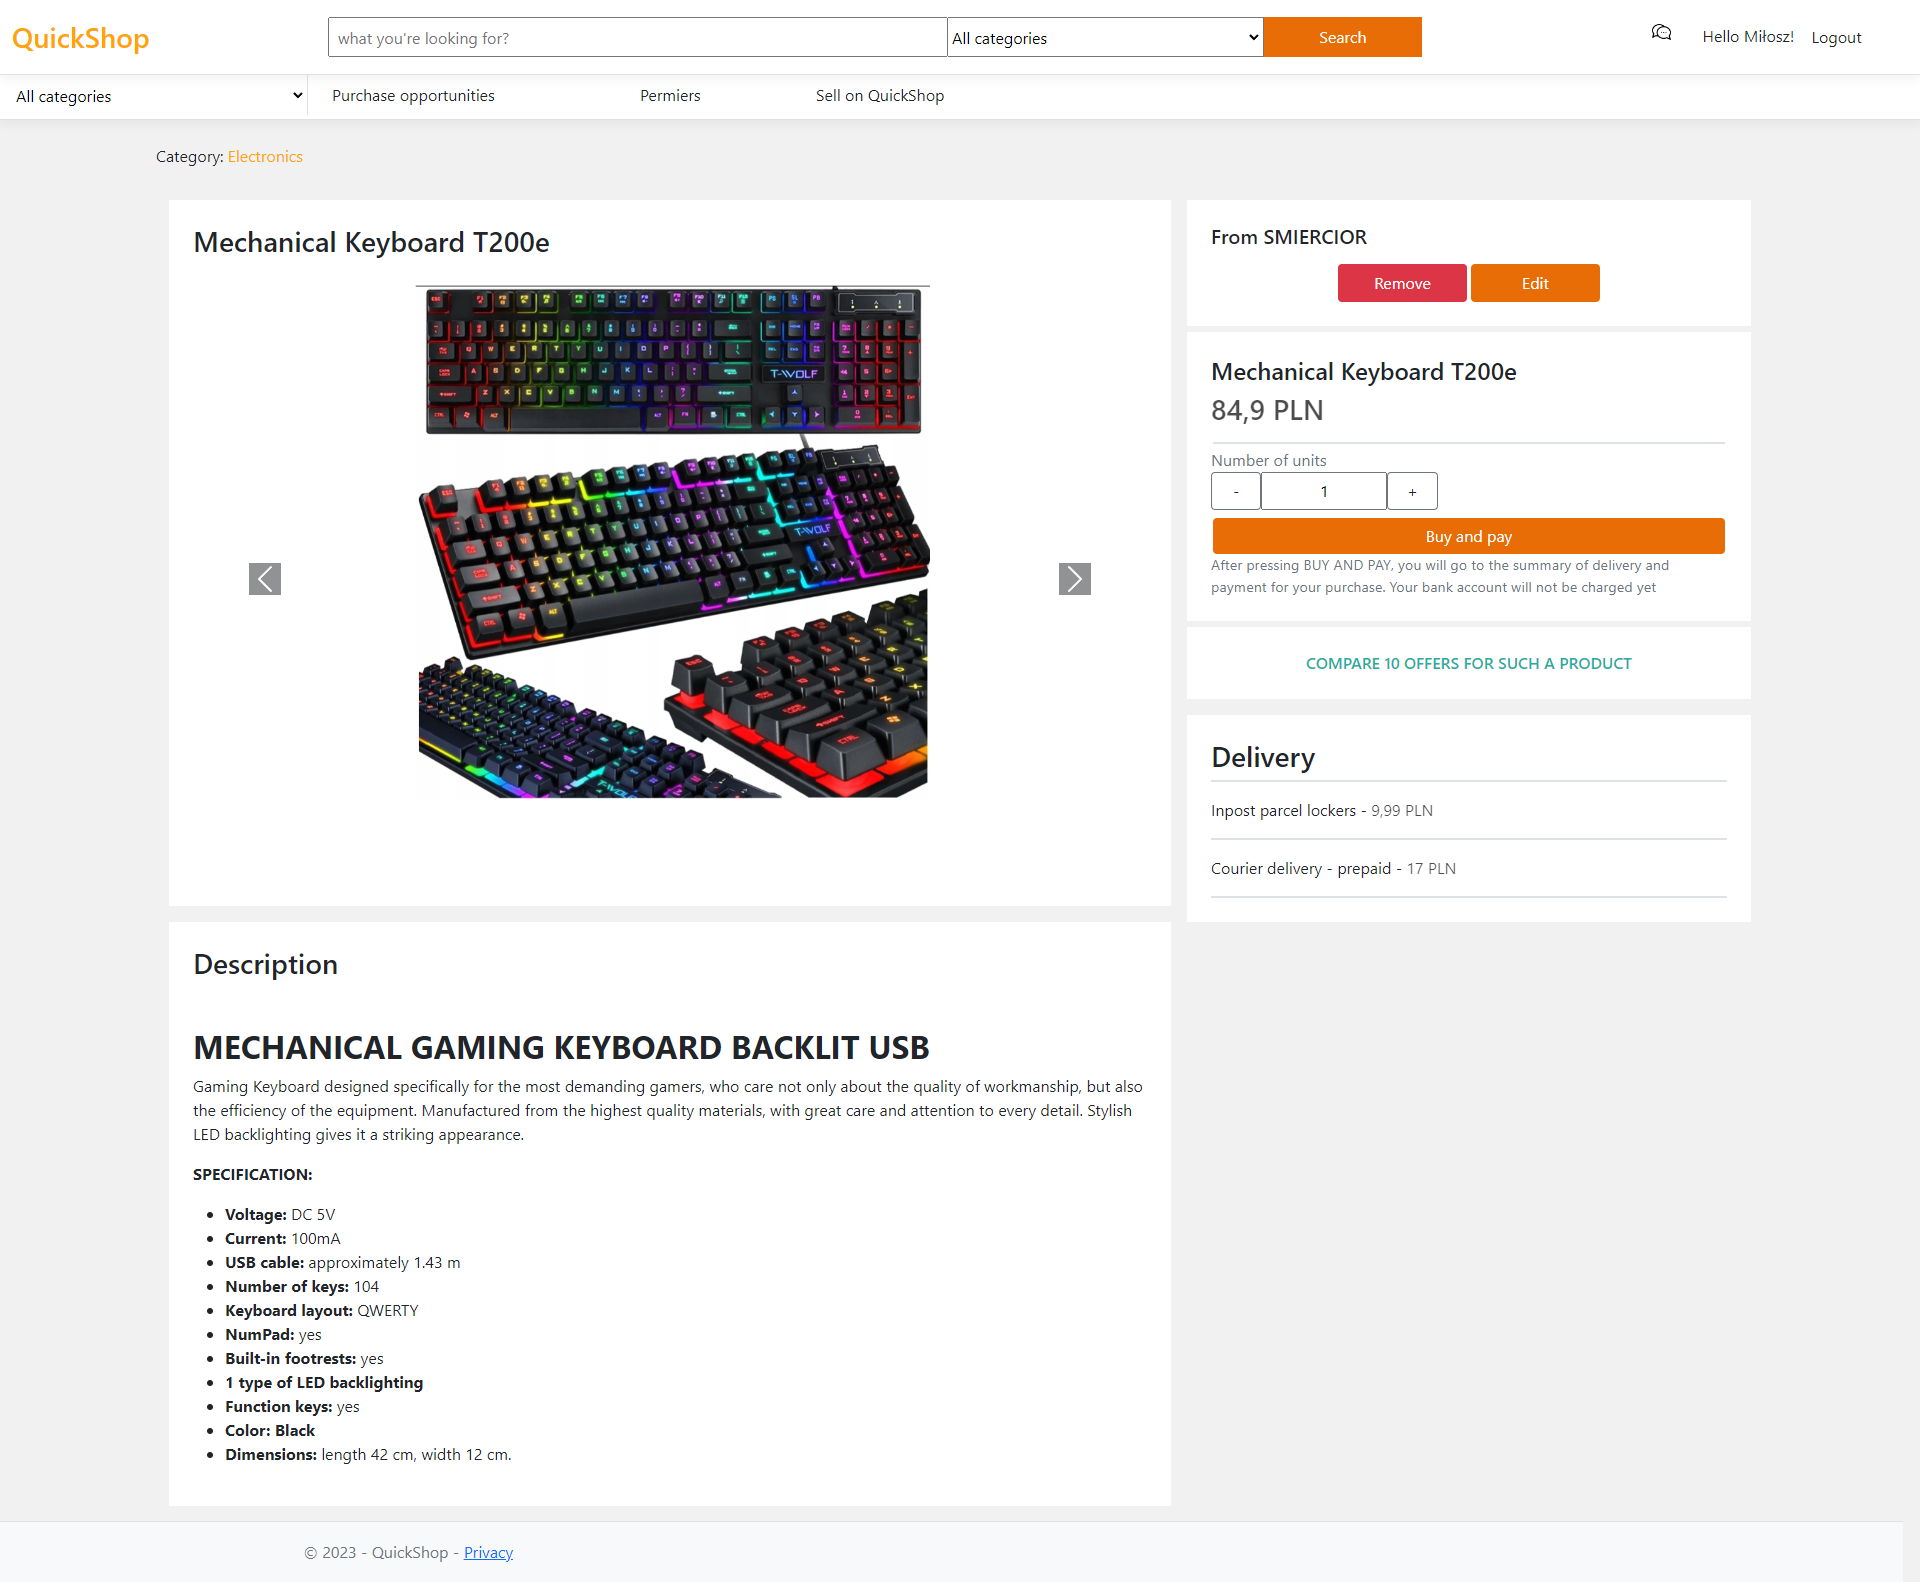 QuickShop
what you're looking for?
All categories
Search
Hello Miłosz!
Logout
All categories
Purchase opportunities
Permiers
Sell on QuickShop
Category: Electronics
Mechanical Keyboard T200e
T-WOLF
T-WOLF
T-WOLF
From SMIERCIOR
Remove
Edit
Mechanical Keyboard T200e
84,9 PLN
Number of units
-
1
+
Buy and pay
After pressing BUY AND PAY, you will go to the summary of delivery and
payment for your purchase. Your bank account will not be charged yet
COMPARE 10 OFFERS FOR SUCH A PRODUCT
Delivery
Inpost parcel lockers - 9,99 PLN
Courier delivery - prepaid - 17 PLN
Description
MECHANICAL GAMING KEYBOARD BACKLIT USB
Gaming Keyboard designed specifically for the most demanding gamers, who care not only about the quality of workmanship, but also
the efficiency of the equipment. Manufactured from the highest quality materials, with great care and attention to every detail. Stylish
LED backlighting gives it a striking appearance.
SPECIFICATION:
• Voltage: DC 5V
• Current: 100mA
• USB cable: approximately 1.43 m
• Number of keys: 104
• Keyboard layout: QWERTY
• NumPad: yes
• Built-in footrests: yes
• 1 type of LED backlighting
• Function keys: yes
• Color: Black
• Dimensions: length 42 cm, width 12 cm.
© 2023 - QuickShop - Privacy